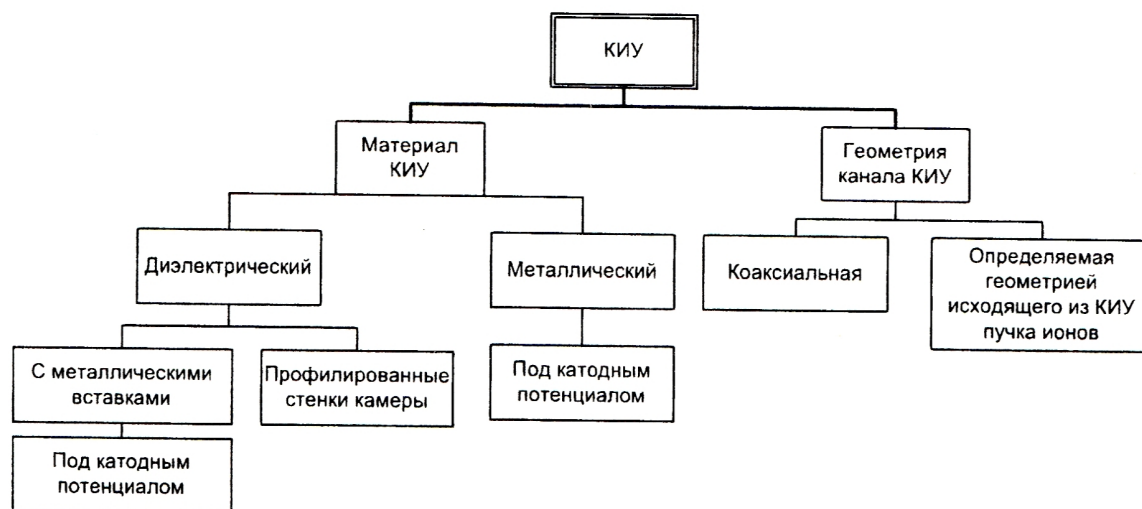 КИУ
Материал
КИУ
Геометрия
канала КИУ
Диэлектрический
Металлический
Коаксиальная
Определяемая
геометрией
исходящего из КИУ
пучка ионов
С металлическими
вставками
Профилированные
стенки камеры
Под катодным
потенциалом
Под катодным
потенциалом